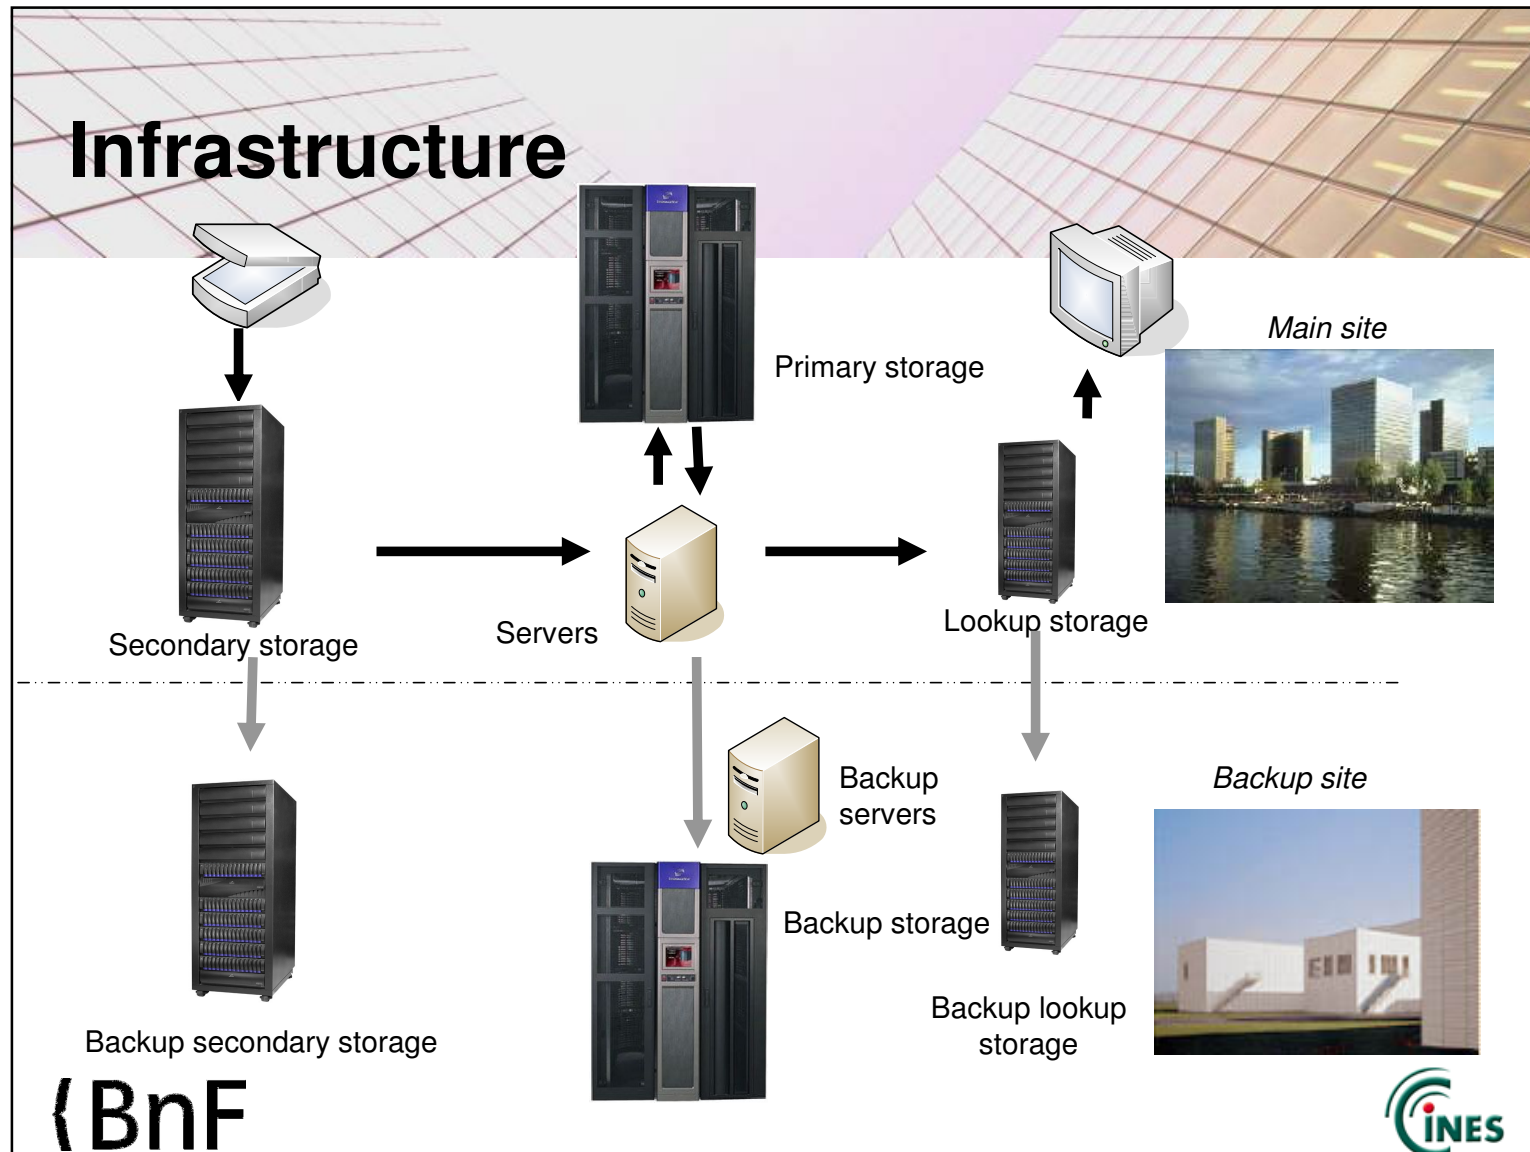 Infrastructure
Main site
Primary storage
Secondary storage
Servers
Lookup storage
Backup
servers
Backup site
Backup storage
Backup lookup
storage
Backup secondary storage
BnF
CINES